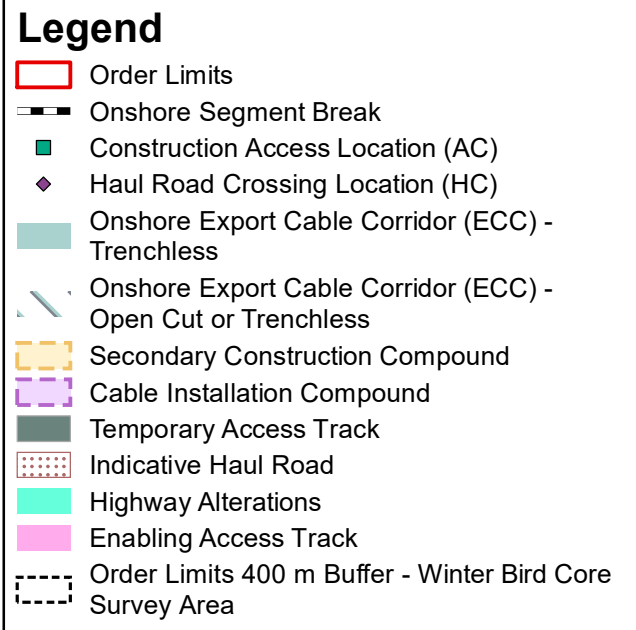 Legend
Order Limits
Onshore Segment Break
Construction Access Location (AC)
Haul Road Crossing Location (HC)
Onshore Export Cable Corridor (ECC) -
Trenchless
Onshore Export Cable Corridor (ECC) -
Open Cut or Trenchless
Secondary Construction Compound
Cable Installation Compound
Temporary Access Track
Indicative Haul Road
Highway Alterations
Enabling Access Track
Order Limits 400 m Buffer - Winter Bird Core
Survey Area